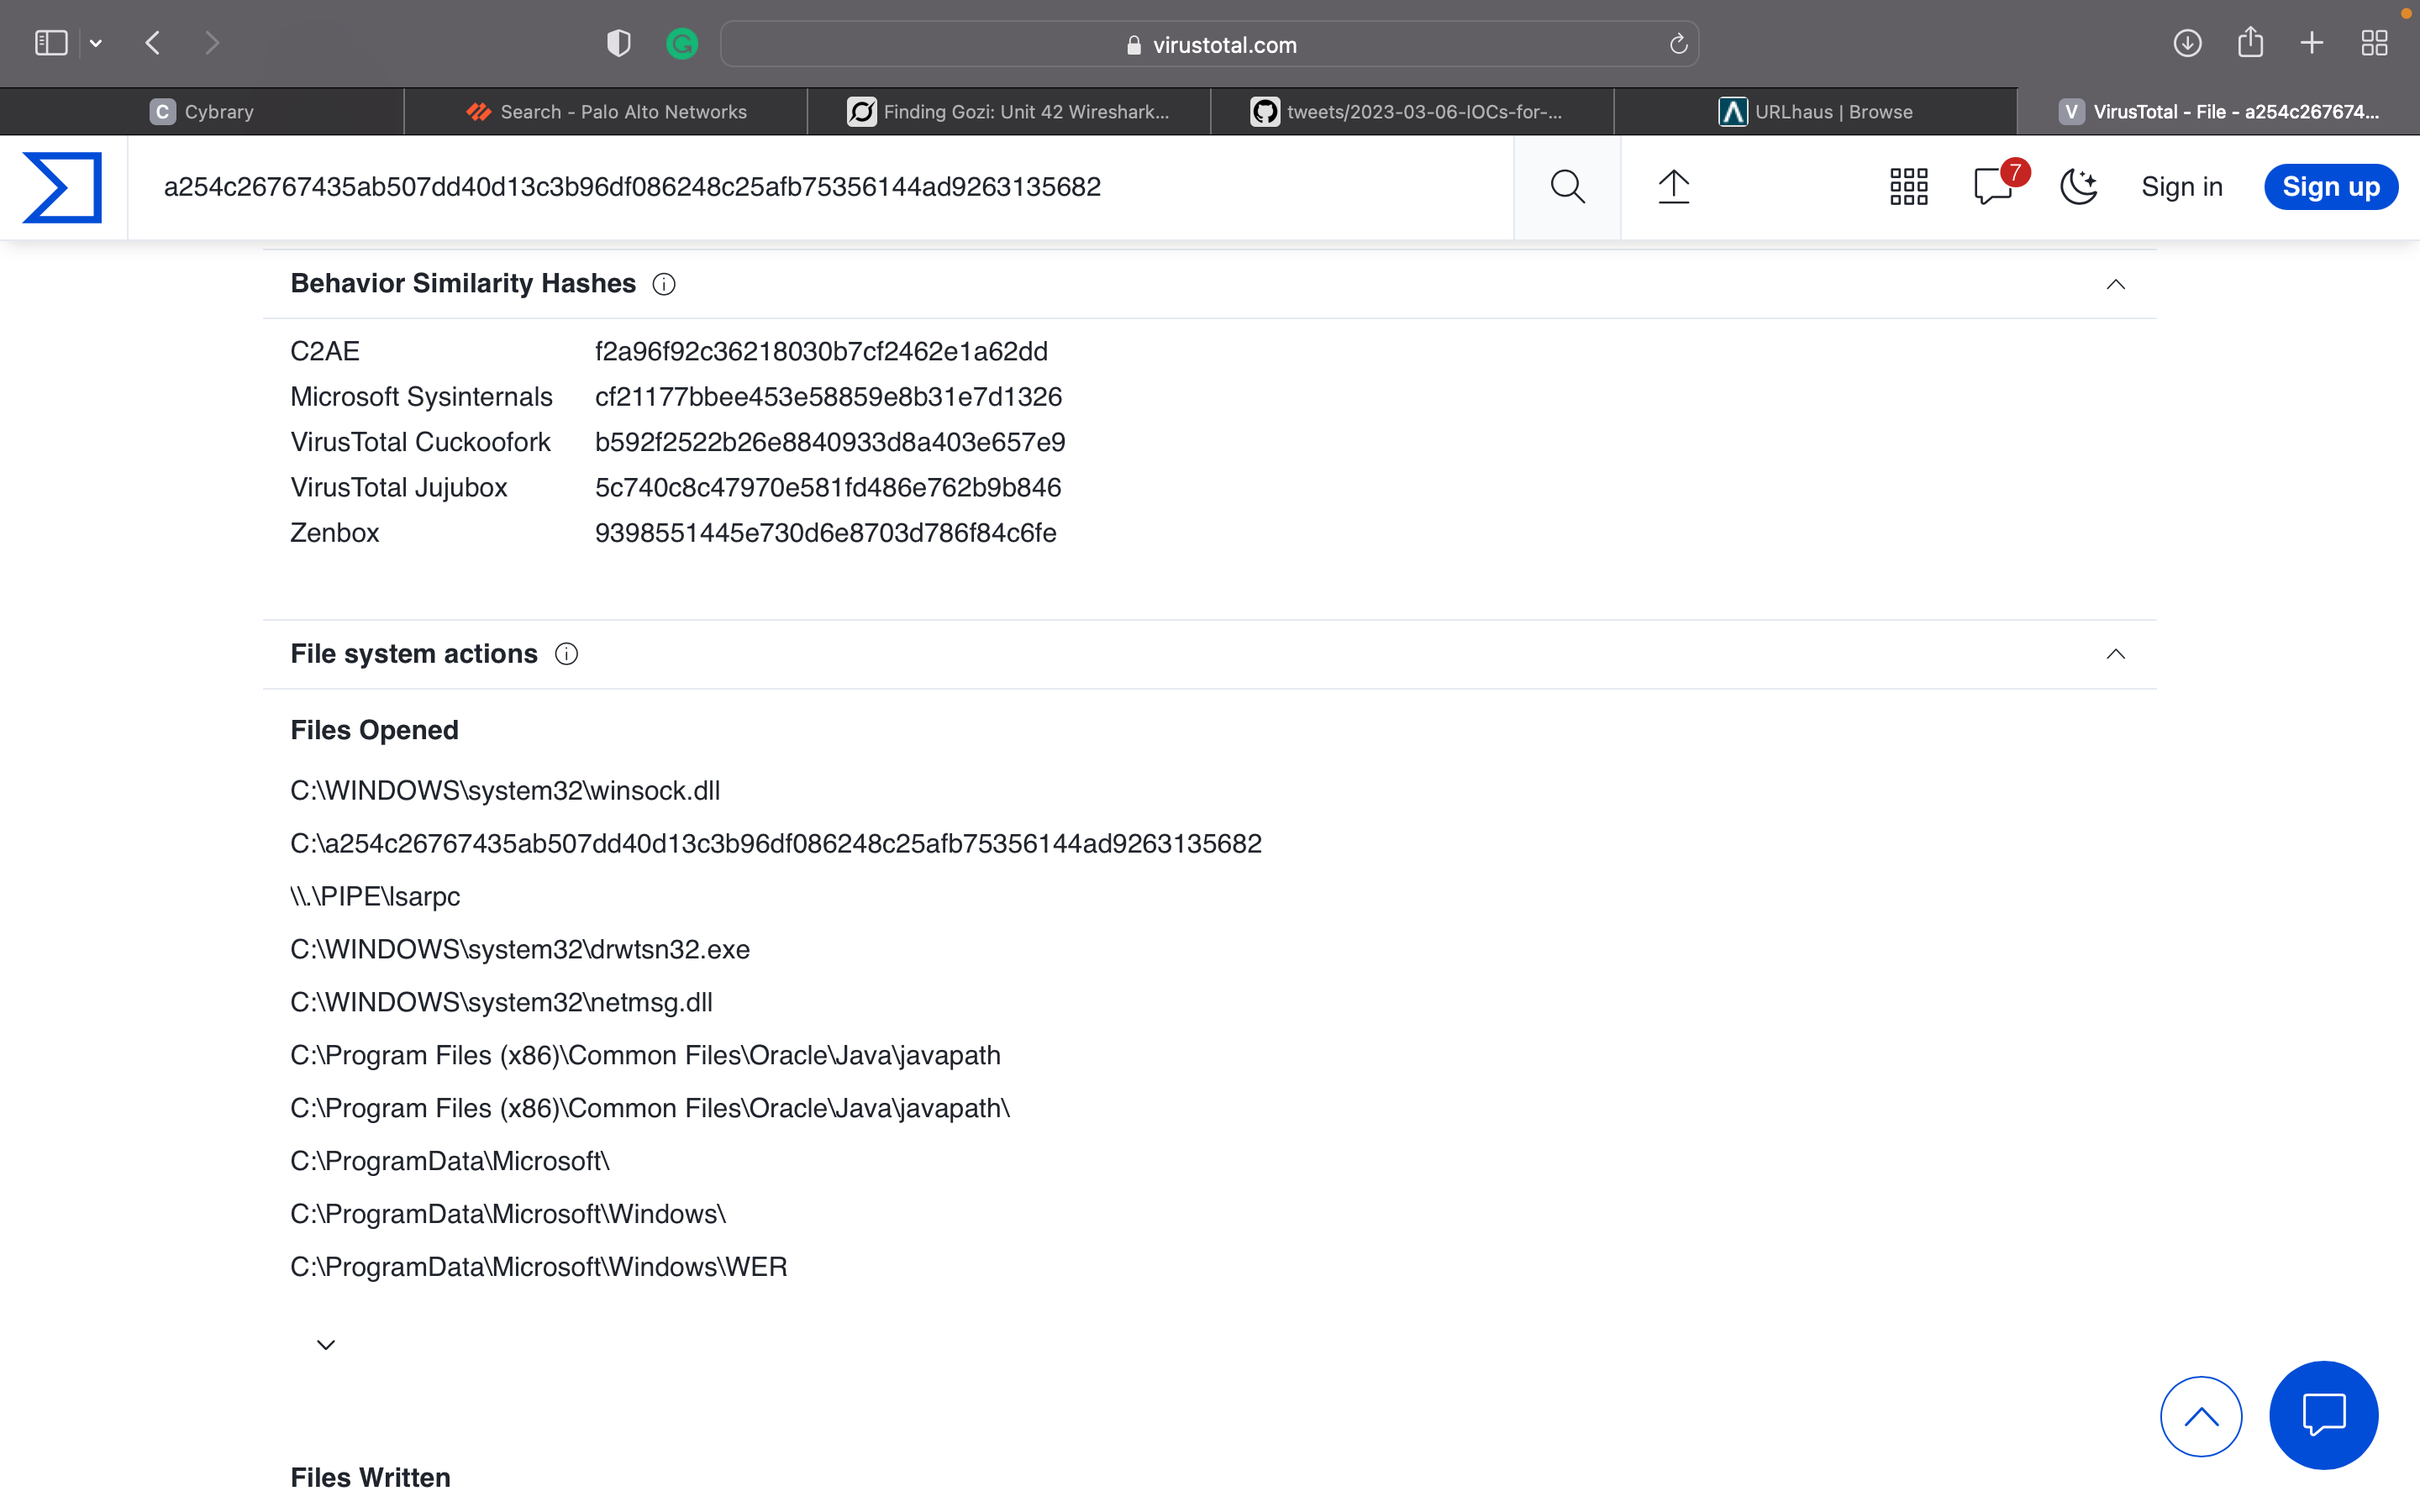 virustotal.com
C Cybrary
Search - Palo Alto Networks
Finding Gozi: Unit 42 Wireshark...
tweets/2023-03-06-IOCs-for-...
URLhaus | Browse
V VirusTotal - File - a254c267674...
a254c26767435ab507dd40d13c3b96df086248c25afb75356144ad9263135682
7
Sign in
Sign up
Behavior Similarity Hashes
C2AE f2a96f92c36218030b7cf2462e1a62dd
Microsoft Sysinternals cf21177bbee453e58859e8b31e7d1326
VirusTotal Cuckoofork b592f2522b26e8840933d8a403e657e9
VirusTotal Jujubox 5c740c8c47970e581fd486e762b9b846
Zenbox 9398551445e730d6e8703d786f84c6fe
File system actions
Files Opened
C:\WINDOWS\system32\winsock.dll
C:\a254c26767435ab507dd40d13c3b96df086248c25afb75356144ad9263135682
\\.\PIPE\lsarpc
C:\WINDOWS\system32\drwtsn32.exe
C:\WINDOWS\system32\netmsg.dll
C:\Program Files (x86)\Common Files\Oracle\Java\javapath
C:\Program Files (x86)\Common Files\Oracle\Java\javapath\
C:\ProgramData\Microsoft\
C:\ProgramData\Microsoft\Windows\
C:\ProgramData\Microsoft\Windows\WER
Files Written